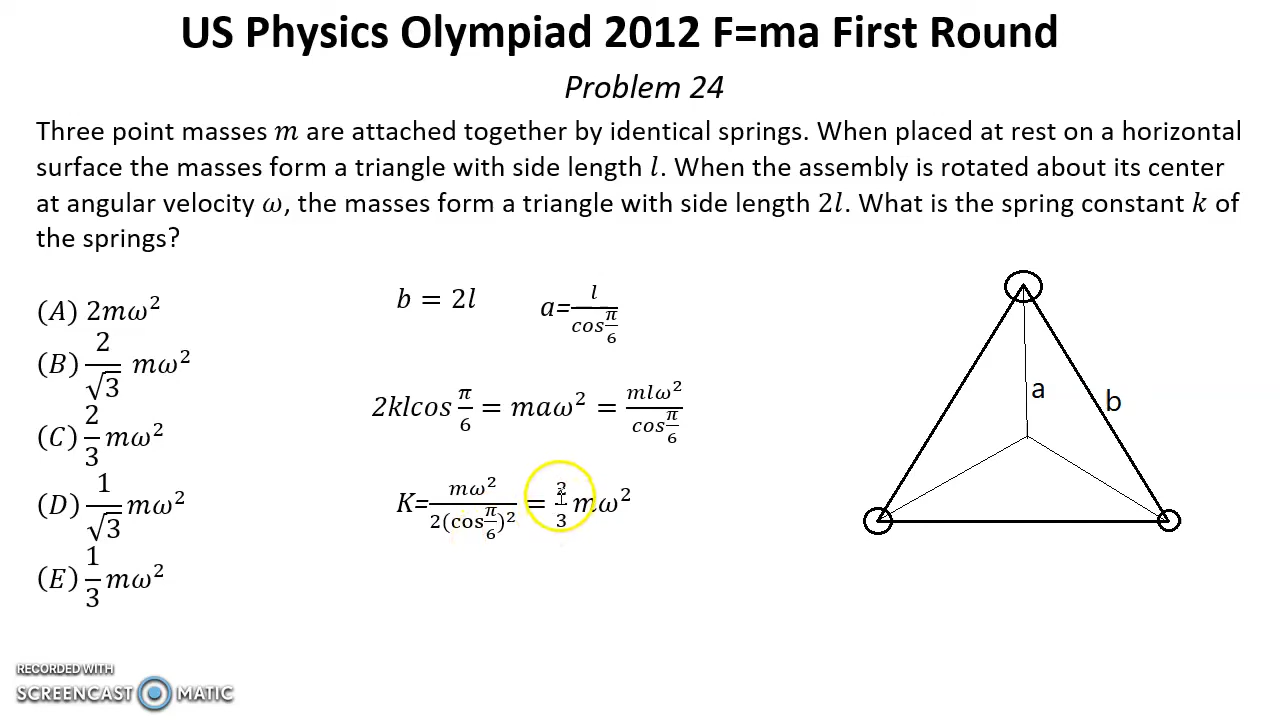 US Physics Olympiad 2012 F=ma First Round
Problem 24
Three point masses m are attached together by identical springs. When placed at rest on a horizontal
surface the masses form a triangle with side length l. When the assembly is rotated about its center
at angular velocity ω, the masses form a triangle with side length 2l. What is the spring constant k of
the springs?
(A) 2mω²
(B) 2/√3 mω²
(C) 2/3 mω²
(D) 1/√3 mω²
(E) 1/3 mω²
b = 2l
a= l/cos π/6
2klcos π/6 = maω² = mlω²/cos π/6
K= mω²/2(cos π/6)² = 2/3 mω²
a
b
RECORDED WITH
SCREENCAST MATIC